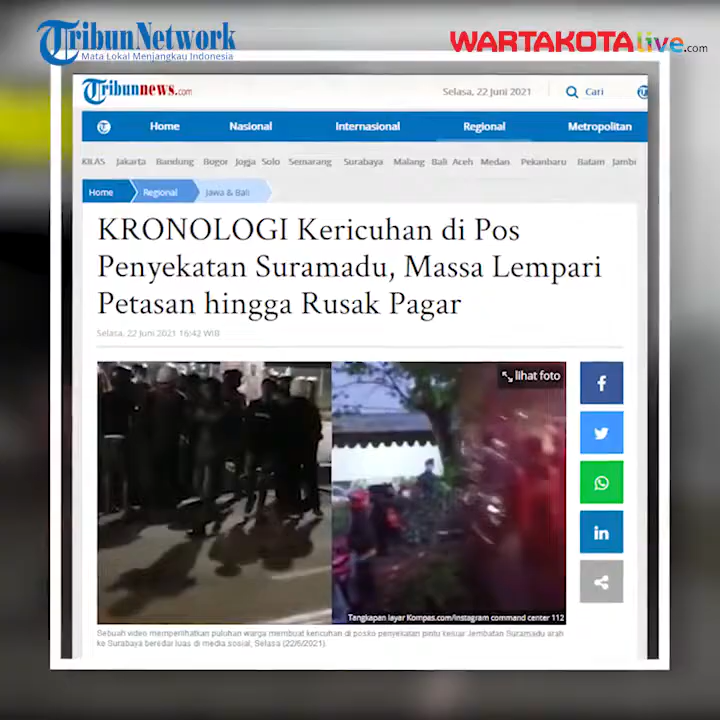 TribunNetwork
Mata Lokal Menjangkau Indonesia
WARTAKOTAlive.com
Tribunnews.com
Selasa, 22 Juni 2021
Cari
Home Nasional Internasional Regional Metropolitan
KILAS Jakarta Bandung Bogor Jogja Solo Semarang Surabaya Malang Bali Aceh Medan Pekanbaru Batam Jambi
Home Regional Jawa & Bali
KRONOLOGI Kericuhan di Pos
Penyekatan Suramadu, Massa Lempari
Petasan hingga Rusak Pagar
Selasa, 22 Juni 2021 16:42 WIB
lihat foto
Tangkapan layar Kompas.com/Instagram command center 112
Sebuah video memperlihatkan puluhan warga membuat kericuhan di posko penyekatan pintu keluar Jembatan Suramadu arah
ke Surabaya beredar luas di media sosial, Selasa (22/6/2021).